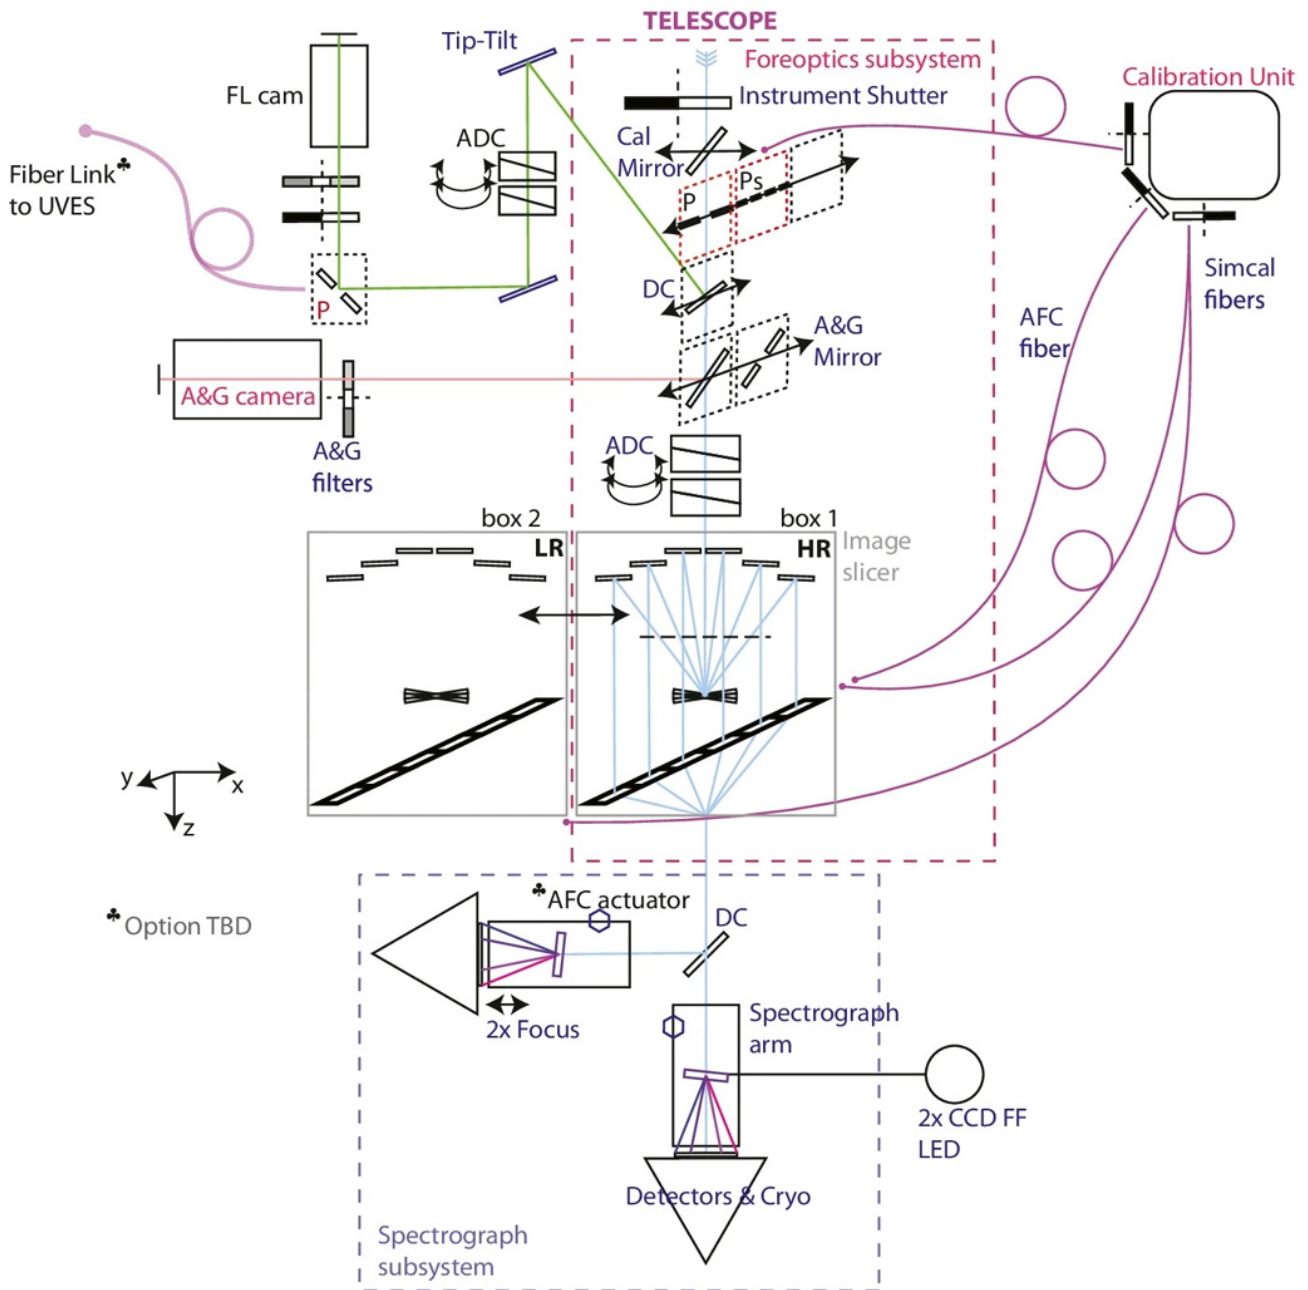 TELESCOPE
Tip-Tilt
Foreoptics subsystem
Calibration Unit
FL cam
Instrument Shutter
ADC
Cal
Mirror
Fiber Link♣
to UVES
P
Ps
P
DC
Simcal
fibers
A&G
Mirror
AFC
fiber
A&G camera
A&G
filters
ADC
box 2
LR
box 1
HR
Image
slicer
y
x
z
♣Option TBD
♣AFC actuator
DC
2x Focus
Spectrograph
arm
2x CCD FF
LED
Detectors & Cryo
Spectrograph
subsystem